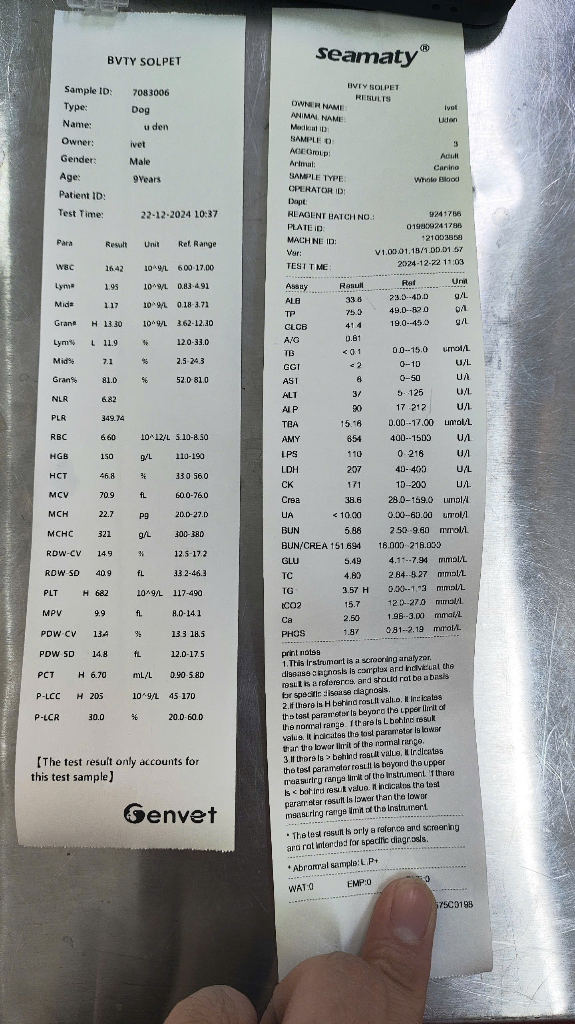 BVTY SOLPET
Sample ID: 7083006
Type: Dog
Name: u den
Owner: ivet
Gender: Male
Age: 9Years
Patient ID:
Test Time: 22-12-2024 10:37
Para Result Unit Ref. Range
WBC 16.42 10^9/L 6.00-17.00
Lym# 1.95 10^9/L 0.83-4.91
Mid# 1.17 10^9/L 0.18-3.71
Gran# H 13.30 10^9/L 3.62-12.30
Lym% L 11.9 % 12.0-33.0
Mid% 7.1 % 2.5-24.3
Gran% 81.0 % 52.0-81.0
NLR 6.82
PLR 349.74
RBC 6.60 10^12/L 5.10-8.50
HGB 150 g/L 110-190
HCT 46.8 % 33.0-56.0
MCV 70.9 fL 60.0-76.0
MCH 22.7 pg 20.0-27.0
MCHC 321 g/L 300-380
RDW-CV 14.9 % 12.5-17.2
RDW-SD 40.9 fL 33.2-46.3
PLT H 682 10^9/L 117-490
MPV 9.9 fL 8.0-14.1
PDW-CV 13.4 % 13.3-18.5
PDW-SD 14.8 fL 12.0-17.5
PCT H 6.70 mL/L 0.90-5.80
P-LCC H 205 10^9/L 45-170
P-LCR 30.0 % 20.0-60.0
【The test result only accounts for
this test sample】
Genvet
seamaty®
BVTY SOLPET
RESULTS
OWNER NAME: Ivet
ANIMAL NAME: Uden
Medical ID:
SAMPLE ID: 3
AGEGroup: Adult
Animal: Canine
SAMPLE TYPE: Whole Blood
OPERATOR ID:
Dept:
REAGENT BATCH NO.: 9241786
PLATE ID: 019809241786
MACHINE ID: 121003858
Ver: V1.00.01.18/1.00.01.57
TEST TIME: 2024-12-22 11:03
Assay Result Ref Unit
ALB 33.6 23.0--40.0 g/L
TP 75.0 49.0--82.0 g/L
GLOB 41.4 19.0--45.0 g/L
A/G 0.81
TB <0.1 0.0--15.0 umol/L
GGT <2 0--10 U/L
AST 6 0--50 U/L
ALT 37 5--125 U/L
ALP 90 17--212 U/L
TBA 15.16 0.00--17.00 umol/L
AMY 654 400--1500 U/L
LPS 110 0--216 U/L
LDH 207 40--400 U/L
CK 171 10--200 U/L
Crea 38.6 28.0--159.0 umol/L
UA <10.00 0.00--60.00 umol/L
BUN 5.86 2.50--9.60 mmol/L
BUN/CREA 151.694 16.000--218.000
GLU 5.49 4.11--7.94 mmol/L
TC 4.80 2.84--8.27 mmol/L
TG 3.57 H 0.00--1.13 mmol/L
tCO2 15.7 12.0--27.0 mmol/L
Ca 2.50 1.98--3.00 mmol/L
PHOS 1.87 0.81--2.19 mmol/L
print notes
1.This instrument is a screening analyzer,
disease diagnosis is complex and individual, the
result is a reference, and should not be a basis
for specific disease diagnosis.
2.If there is H behind result value, it indicates
the test parameter is beyond the upper limit of
the normal range. If there is L behind result
value, it indicates the test parameter is lower
than the lower limit of the normal range.
3.If there is > behind result value, it indicates
the test parameter result is beyond the upper
measuring range limit of the instrument. If there
is < behind result value, it indicates the test
parameter result is lower than the lower
measuring range limit of the instrument.
* The test result is only a refence and screening
and not intended for specific diagnosis.
* Abnormal sample: L.P+
WAT:0 EMP:0 :0
575C0198